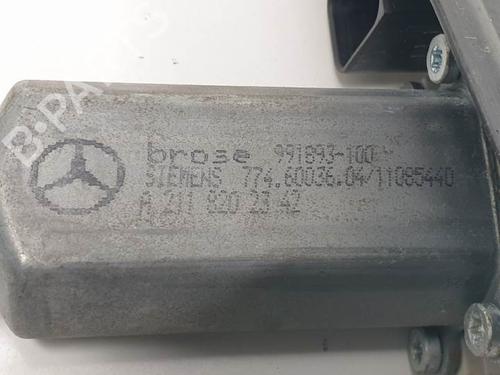 brose 991893-100
SIEMENS 774.60036.04/11085440
A 211 820 23 42
B-PARTS